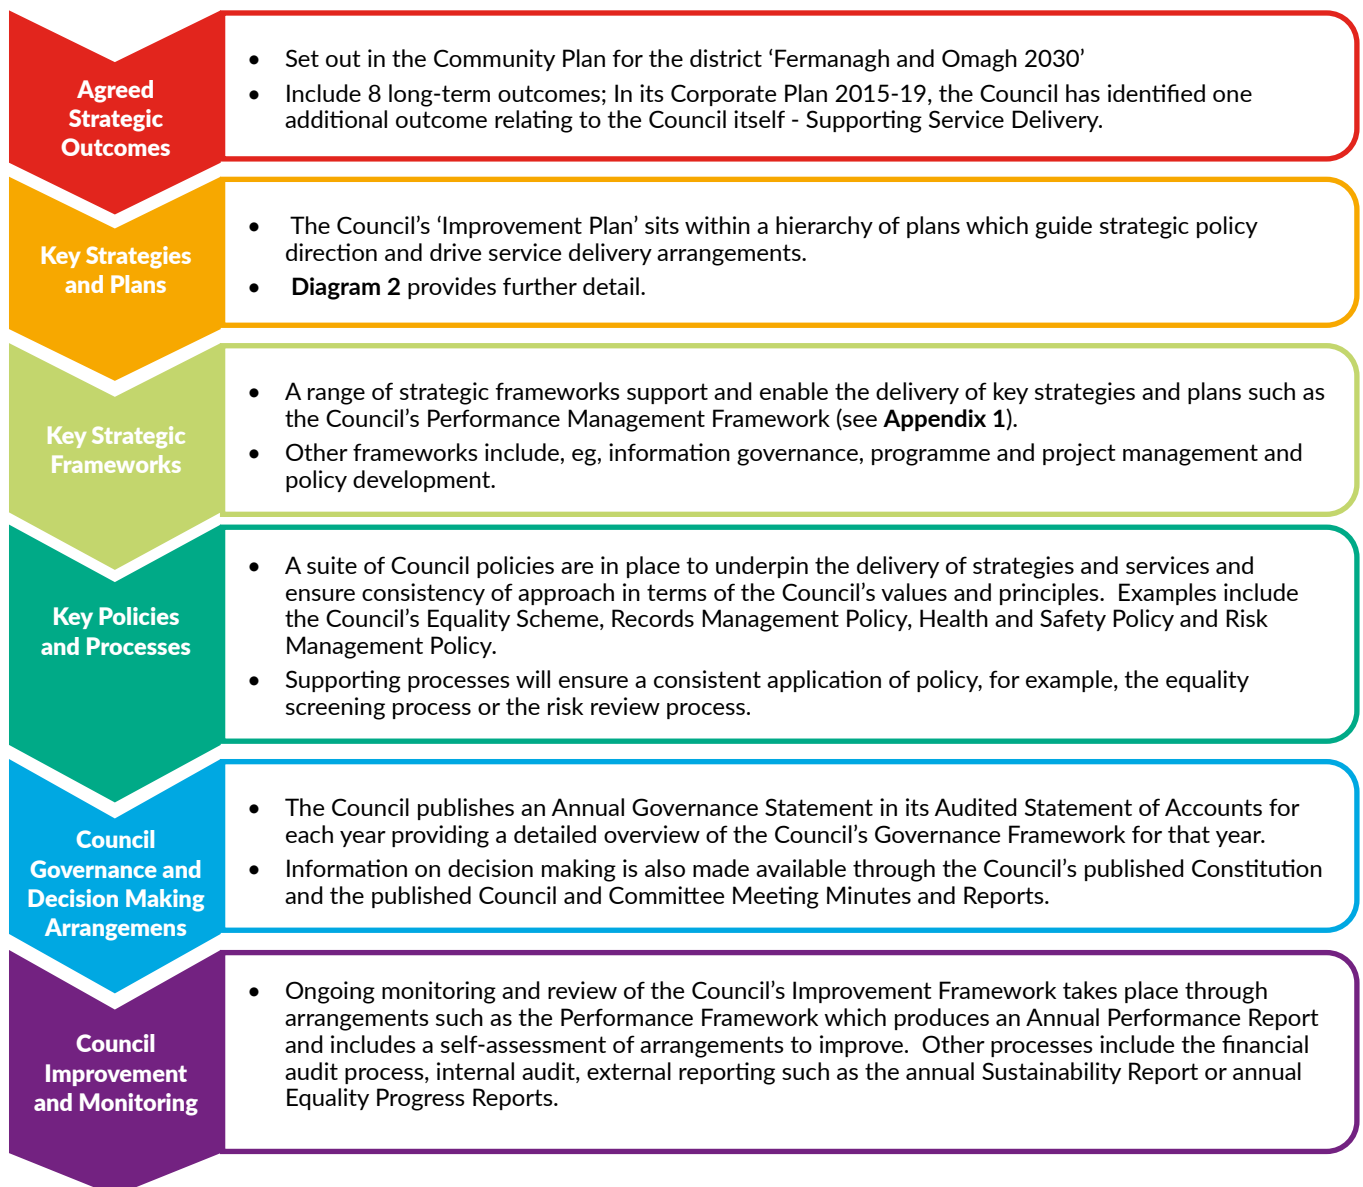 Agreed
Strategic
Outcomes
• Set out in the Community Plan for the district ‘Fermanagh and Omagh 2030’
• Include 8 long-term outcomes; In its Corporate Plan 2015-19, the Council has identified one
additional outcome relating to the Council itself - Supporting Service Delivery.
Key Strategies
and Plans
• The Council’s ‘Improvement Plan’ sits within a hierarchy of plans which guide strategic policy
direction and drive service delivery arrangements.
• Diagram 2 provides further detail.
Key Strategic
Frameworks
• A range of strategic frameworks support and enable the delivery of key strategies and plans such as
the Council’s Performance Management Framework (see Appendix 1).
• Other frameworks include, eg, information governance, programme and project management and
policy development.
Key Policies
and Processes
• A suite of Council policies are in place to underpin the delivery of strategies and services and
ensure consistency of approach in terms of the Council’s values and principles.  Examples include
the Council’s Equality Scheme, Records Management Policy, Health and Safety Policy and Risk
Management Policy.
• Supporting processes will ensure a consistent application of policy, for example, the equality
screening process or the risk review process.
Council
Governance and
Decision Making
Arrangemens
• The Council publishes an Annual Governance Statement in its Audited Statement of Accounts for
each year providing a detailed overview of the Council’s Governance Framework for that year.
• Information on decision making is also made available through the Council’s published Constitution
and the published Council and Committee Meeting Minutes and Reports.
Council
Improvement
and Monitoring
• Ongoing monitoring and review of the Council’s Improvement Framework takes place through
arrangements such as the Performance Framework which produces an Annual Performance Report
and includes a self-assessment of arrangements to improve.  Other processes include the financial
audit process, internal audit, external reporting such as the annual Sustainability Report or annual
Equality Progress Reports.